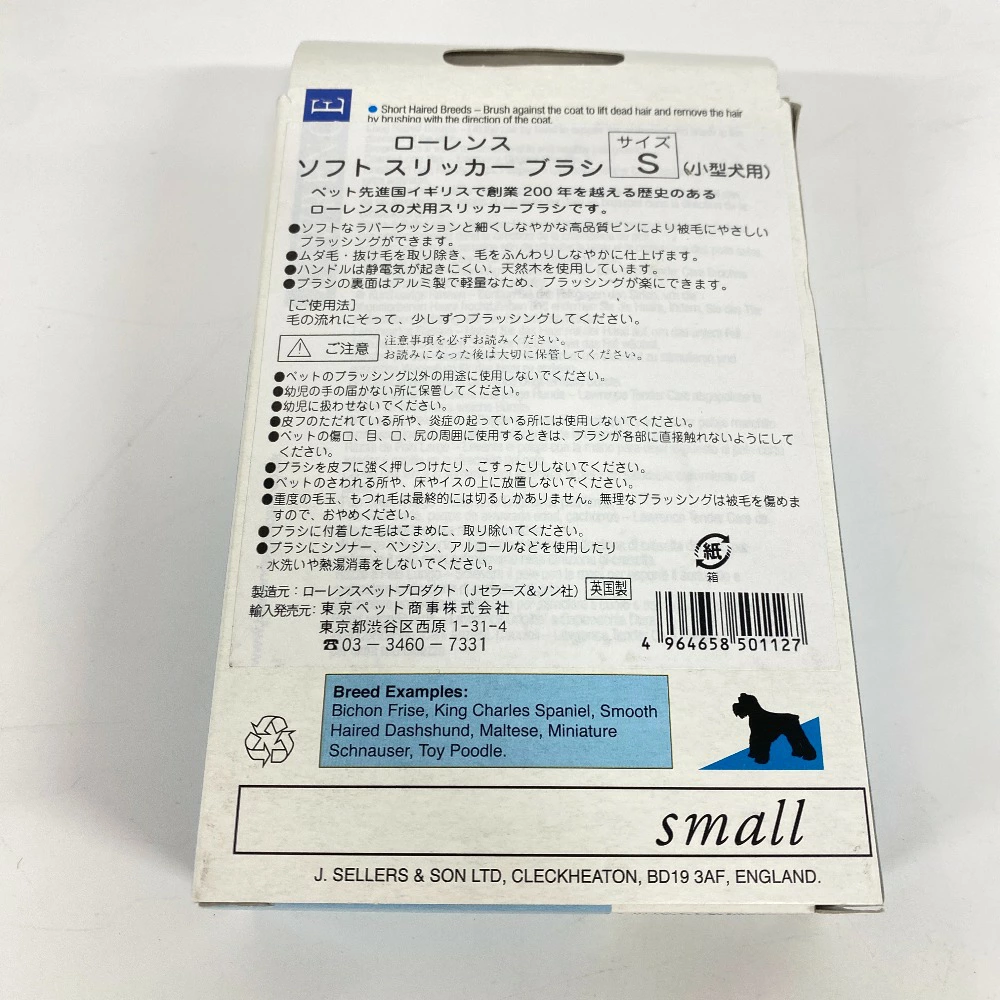 E
● Short Haired Breeds – Brush against the coat to lift dead hair and remove the hair
by brushing with the direction of the coat.
ローレンス
ソフト スリッカー ブラシ サイズ S (小型犬用)
ペット先進国イギリスで創業200年を越える歴史のある
ローレンスの犬用スリッカーブラシです。
●ソフトなラバークッションと細くしなやかな高品質ピンにより被毛にやさしい
ブラッシングができます。
●ムダ毛・抜け毛を取り除き、毛をふんわりしなやかに仕上げます。
●ハンドルは静電気が起きにくい、天然木を使用しています。
●ブラシの裏面はアルミ製で軽量なため、ブラッシングが楽にできます。
[ご使用法]
毛の流れにそって、少しずつブラッシングしてください。
⚠ ご注意 注意事項を必ずお読みください。
お読みになった後は大切に保管してください。
●ペットのブラッシング以外の用途に使用しないでください。
●幼児の手の届かない所に保管してください。
●幼児に扱わせないでください。
●皮フのただれている所や、炎症の起っている所には使用しないでください。
●ペットの傷口、目、口、尻の周囲に使用するときは、ブラシが各部に直接触れないようにして
ください。
●ブラシを皮フに強く押しつけたり、こすったりしないでください。
●ペットのさわれる所や、床やイスの上に放置しないでください。
●重度の毛玉、もつれ毛は最終的には切るしかありません。無理なブラッシングは被毛を傷めま
すので、おやめください。
●ブラシに付着した毛はこまめに、取り除いてください。
●ブラシにシンナー、ベンジン、アルコールなどを使用したり
水洗いや熱湯消毒をしないでください。
紙
箱
製造元:ローレンスペットプロダクト(Jセラーズ&ソン社) 英国製
輸入発売元:東京ペット商事株式会社
東京都渋谷区西原 1-31-4
☎03-3460-7331
4 964658 501127
Breed Examples:
Bichon Frise, King Charles Spaniel, Smooth
Haired Dashshund, Maltese, Miniature
Schnauser, Toy Poodle.
small
J. SELLERS & SON LTD, CLECKHEATON, BD19 3AF, ENGLAND.